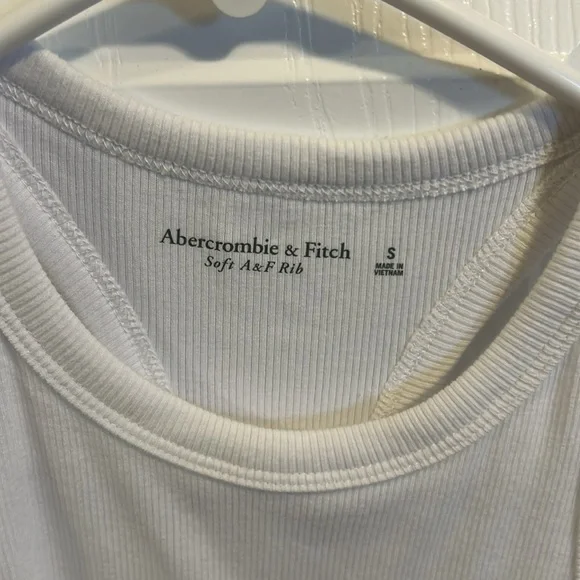 Abercrombie & Fitch
Soft A&F Rib
S
MADE IN
VIETNAM